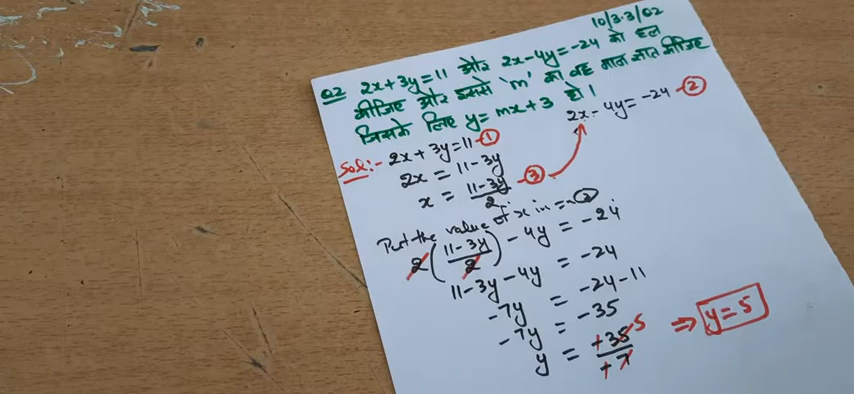 10/3.3/02
Q2 2x+3y=11 और 2x-4y=-24 को हल
कीजिए और इससे 'm' का वह मान ज्ञात कीजिए
जिसके लिए y=mx+3 हो।
Sol:- 2x+3y=11-①
2x-4y=-24-②
2x = 11-3y
x = (11-3y)/2 -③
Put the value of x in = ②
2((11-3y)/2) -4y = -24
11-3y-4y = -24
-7y = -24-11
-7y = -35
y = -35/-7 5 ⇒ y=5